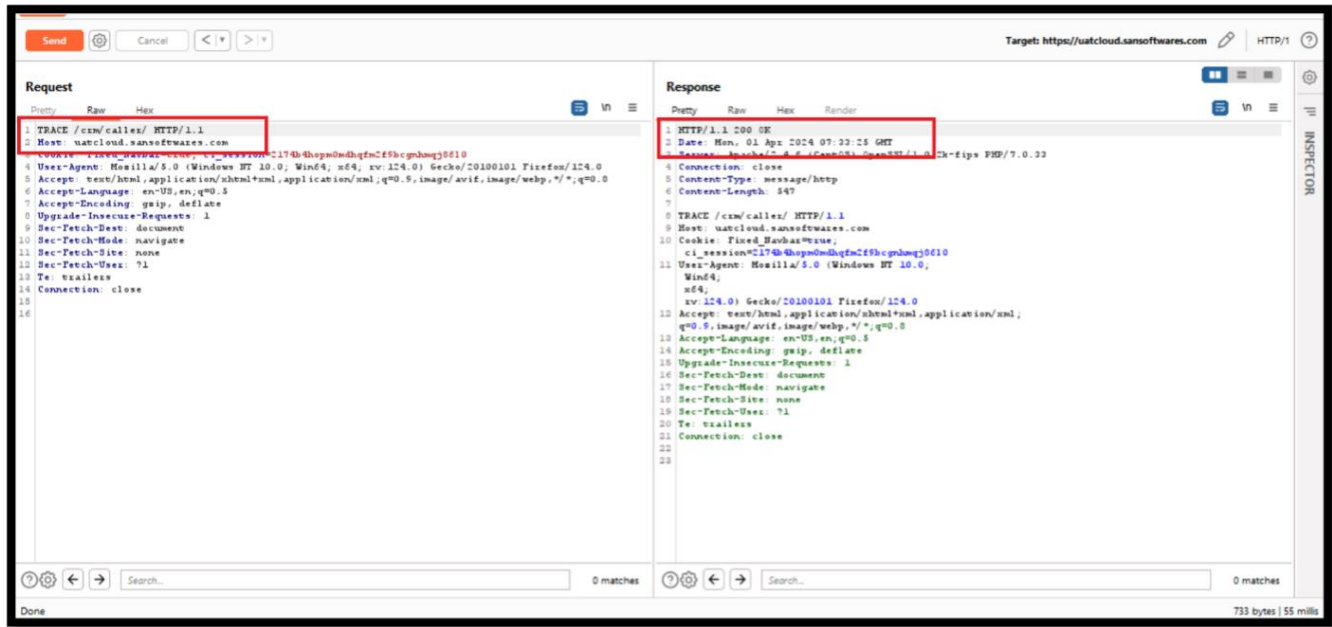 Send
Cancel
Target: https://uatcloud.sansoftwares.com
HTTP/1
Request
Pretty Raw Hex
\n
1 TRACE /crm/caller/ HTTP/1.1
2 Host: uatcloud.sansoftwares.com
4 User-Agent: Mozilla/5.0 (Windows NT 10.0; Win64; x64; rv:124.0) Gecko/20100101 Firefox/124.0
5 Accept: text/html,application/xhtml+xml,application/xml;q=0.9,image/avif,image/webp,*/*;q=0.8
6 Accept-Language: en-US,en;q=0.5
7 Accept-Encoding: gzip, deflate
8 Upgrade-Insecure-Requests: 1
9 Sec-Fetch-Dest: document
10 Sec-Fetch-Mode: navigate
11 Sec-Fetch-Site: none
12 Sec-Fetch-User: ?1
13 Te: trailers
14 Connection: close
15
16
Search...
0 matches
Response
Pretty Raw Hex Render
\n
1 HTTP/1.1 200 OK
2 Date: Mon, 01 Apr 2024 07:33:25 GMT
3 Server: Apache/2.4.6 (CentOS) PHP/7.0.33
4 Connection: close
5 Content-Type: message/http
6 Content-Length: 547
7
8 TRACE /crm/caller/ HTTP/1.1
9 Host: uatcloud.sansoftwares.com
10 Cookie: Fixed_Navbar=true;
11 User-Agent: Mozilla/5.0 (Windows NT 10.0;
Win64;
x64;
rv:124.0) Gecko/20100101 Firefox/124.0
12 Accept: text/html,application/xhtml+xml,application/xml;
q=0.9,image/avif,image/webp,*/*;q=0.8
13 Accept-Language: en-US,en;q=0.5
14 Accept-Encoding: gzip, deflate
15 Upgrade-Insecure-Requests: 1
16 Sec-Fetch-Dest: document
17 Sec-Fetch-Mode: navigate
18 Sec-Fetch-Site: none
19 Sec-Fetch-User: ?1
20 Te: trailers
21 Connection: close
22
23
Search...
0 matches
INSPECTOR
Done
733 bytes | 55 millis